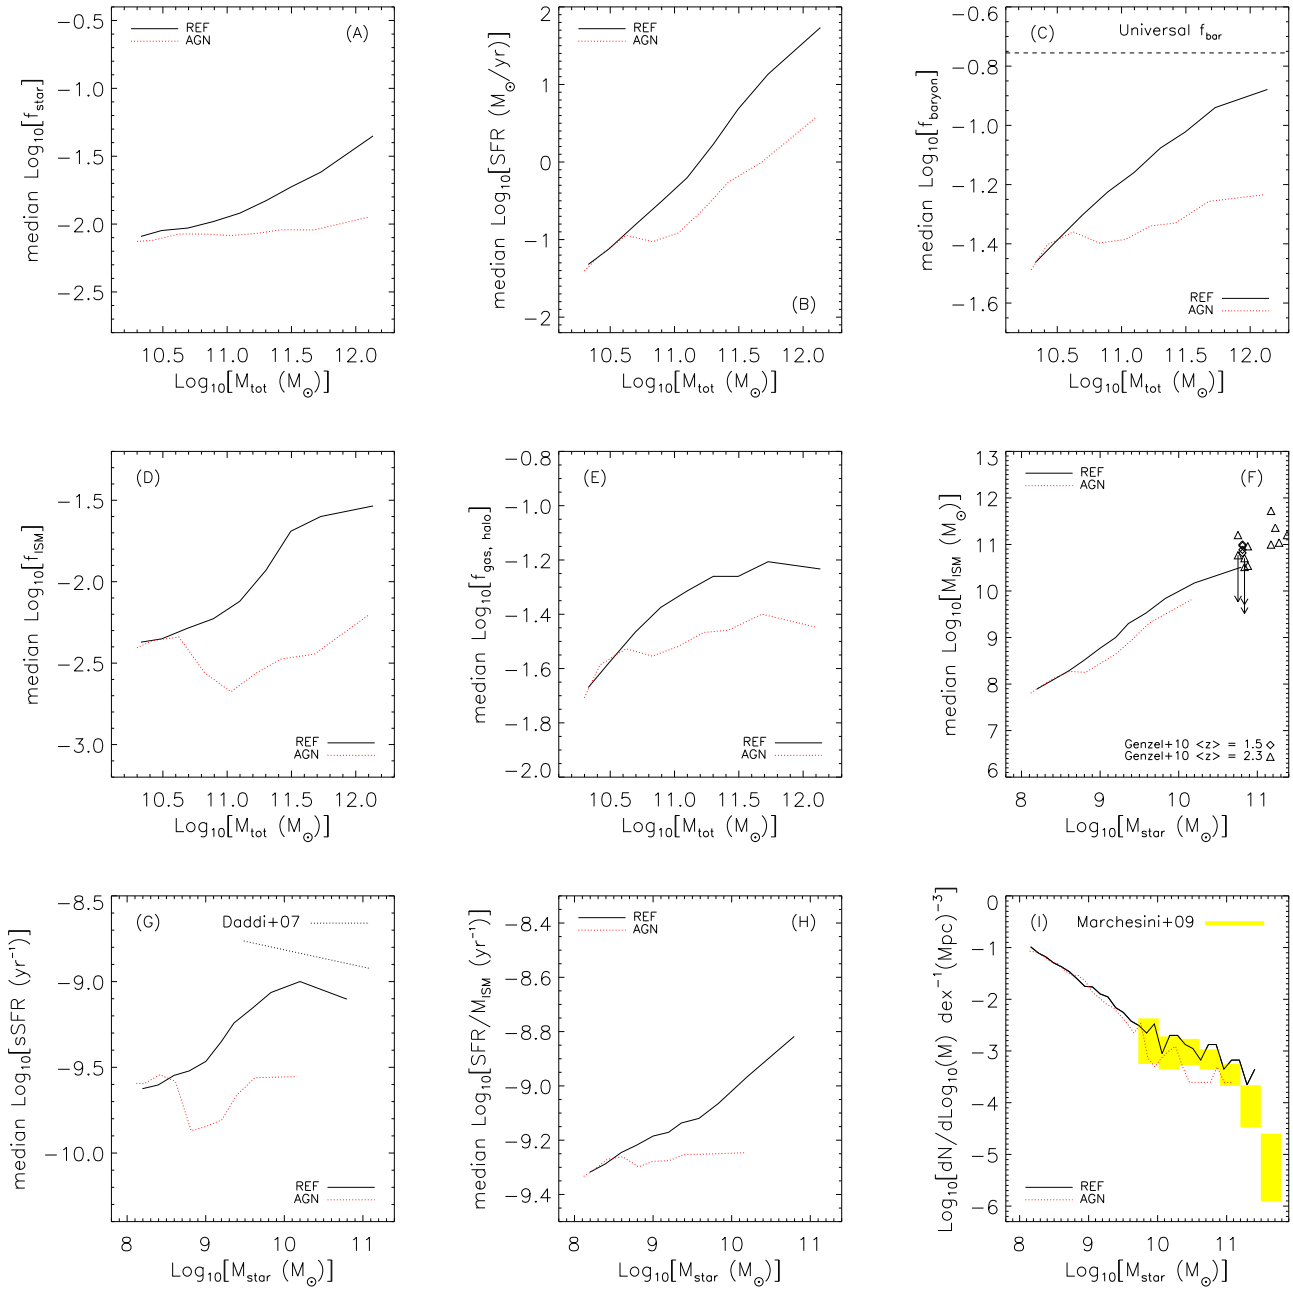 REF
AGN
(A)
median Log10[fstar]
−0.5
−1.0
−1.5
−2.0
−2.5
10.5 11.0 11.5 12.0
Log10[Mtot (M⊙)]
REF
AGN
(B)
median Log10[SFR (M⊙/yr)]
2
1
0
−1
−2
10.5 11.0 11.5 12.0
Log10[Mtot (M⊙)]
(C)
Universal fbar
median Log10[fbaryon]
−0.6
−0.8
−1.0
−1.2
−1.4
−1.6
REF
AGN
10.5 11.0 11.5 12.0
Log10[Mtot (M⊙)]
(D)
median Log10[fISM]
−1.5
−2.0
−2.5
−3.0
REF
AGN
10.5 11.0 11.5 12.0
Log10[Mtot (M⊙)]
(E)
median Log10[fgas, halo]
−0.8
−1.0
−1.2
−1.4
−1.6
−1.8
−2.0
REF
AGN
10.5 11.0 11.5 12.0
Log10[Mtot (M⊙)]
REF
AGN
(F)
median Log10[MISM (M⊙)]
13
12
11
10
9
8
7
6
Genzel+10 <z> = 1.5
Genzel+10 <z> = 2.3
8 9 10 11
Log10[Mstar (M⊙)]
(G)
Daddi+07
median Log10[sSFR (yr−1)]
−8.5
−9.0
−9.5
−10.0
REF
AGN
8 9 10 11
Log10[Mstar (M⊙)]
REF
AGN
(H)
median Log10[SFR/MISM (yr−1)]
−8.4
−8.6
−8.8
−9.0
−9.2
−9.4
8 9 10 11
Log10[Mstar (M⊙)]
(I)
Marchesini+09
Log10[dN/dLog10(M) dex−1(Mpc)−3]
0
−1
−2
−3
−4
−5
−6
REF
AGN
8 9 10 11
Log10[Mstar (M⊙)]